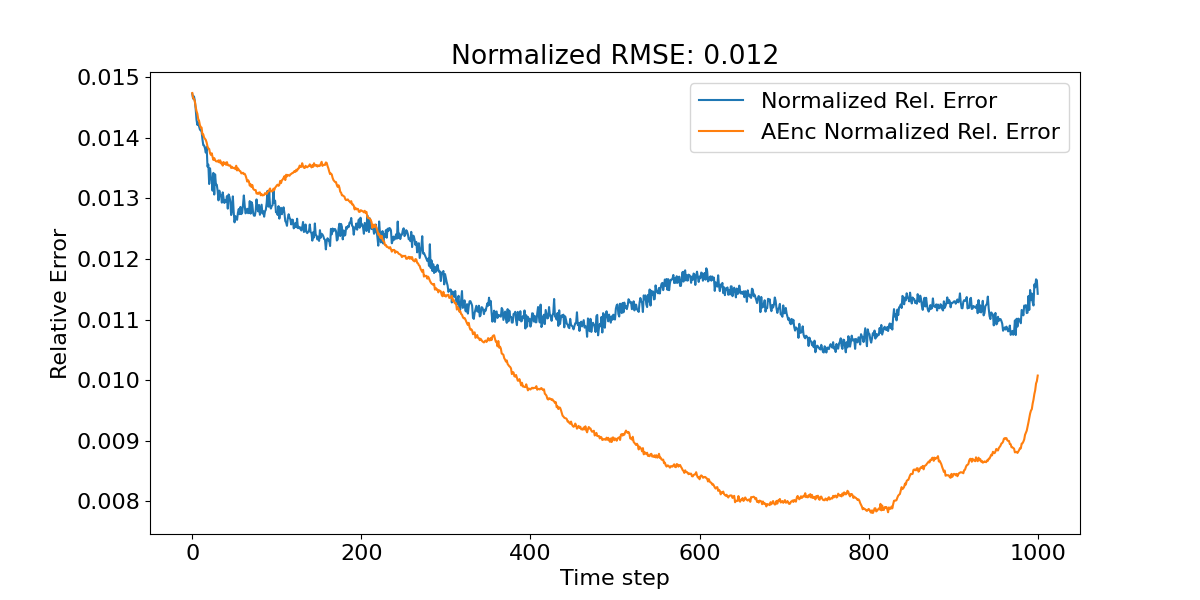 Normalized RMSE: 0.012
0.015
0.014
0.013
0.012
0.011
0.010
0.009
0.008
Relative Error
Normalized Rel. Error
AEnc Normalized Rel. Error
0 200 400 600 800 1000
Time step